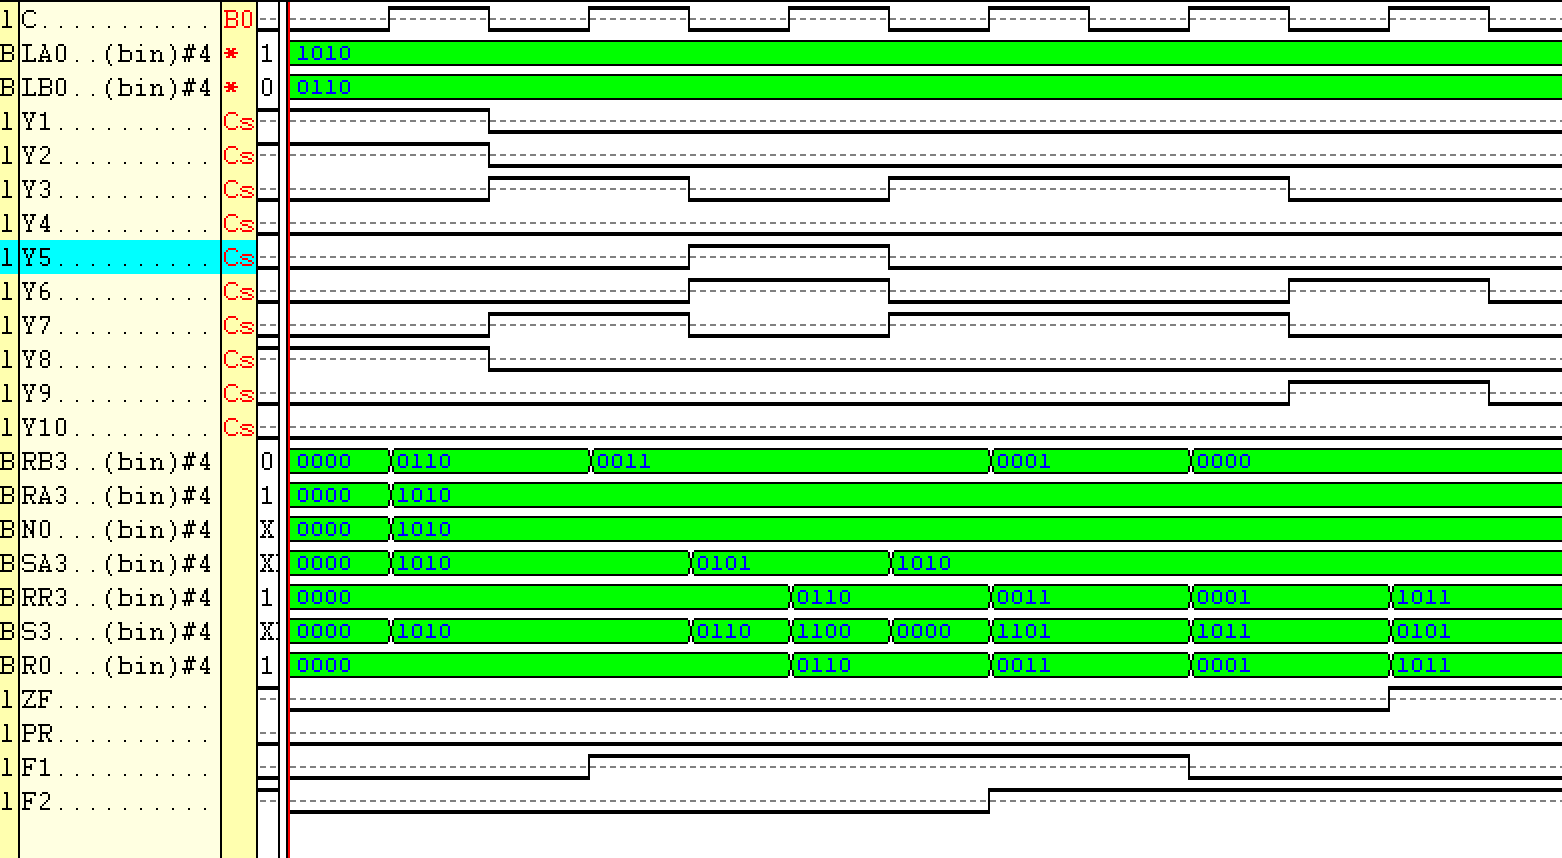 1 C.......... B0
B LA0..(bin)#4 * 1 1010
B LB0..(bin)#4 * 0 0110
1 Y1......... Cs
1 Y2......... Cs
1 Y3......... Cs
1 Y4......... Cs
1 Y5......... Cs
1 Y6......... Cs
1 Y7......... Cs
1 Y8......... Cs
1 Y9......... Cs
1 Y10........ Cs
B RB3..(bin)#4 0 0000 0110 0011 0001 0000
B RA3..(bin)#4 1 0000 1010
B N0..(bin)#4 X 0000 1010
B SA3..(bin)#4 X 0000 1010 0101 1010
B RR3..(bin)#4 1 0000 0110 0011 0001 1011
B S3..(bin)#4 X 0000 1010 0110 1100 0000 1101 1011 0101
B R0..(bin)#4 1 0000 0110 0011 0001 1011
1 ZF.........
1 PR.........
1 F1.........
1 F2.........